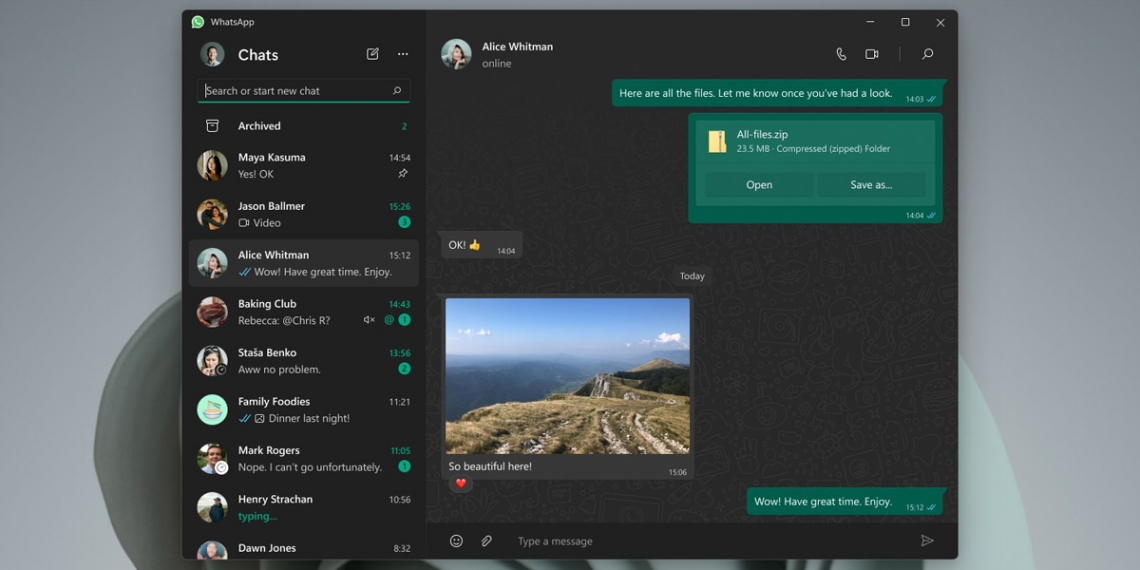 WhatsApp
Chats
Search or start new chat
Archived 2
Maya Kasuma 14:54
Yes! OK
Jason Ballmer 15:26
Video 3
Alice Whitman 15:12
Wow! Have great time. Enjoy.
Baking Club 14:43
Rebecca: @Chris R? @ 1
Staša Benko 13:56
Aww no problem. 2
Family Foodies 11:21
Dinner last night!
Mark Rogers 11:05
Nope. I can't go unfortunately. 1
Henry Strachan 10:56
typing...
Dawn Jones 8:32
Alice Whitman
online
Here are all the files. Let me know once you've had a look. 14:03
All-files.zip
23.5 MB · Compressed (zipped) Folder
Open Save as...
14:04
OK! 👍 14:04
Today
So beautiful here! 15:06
❤️
Wow! Have great time. Enjoy. 15:12
Type a message